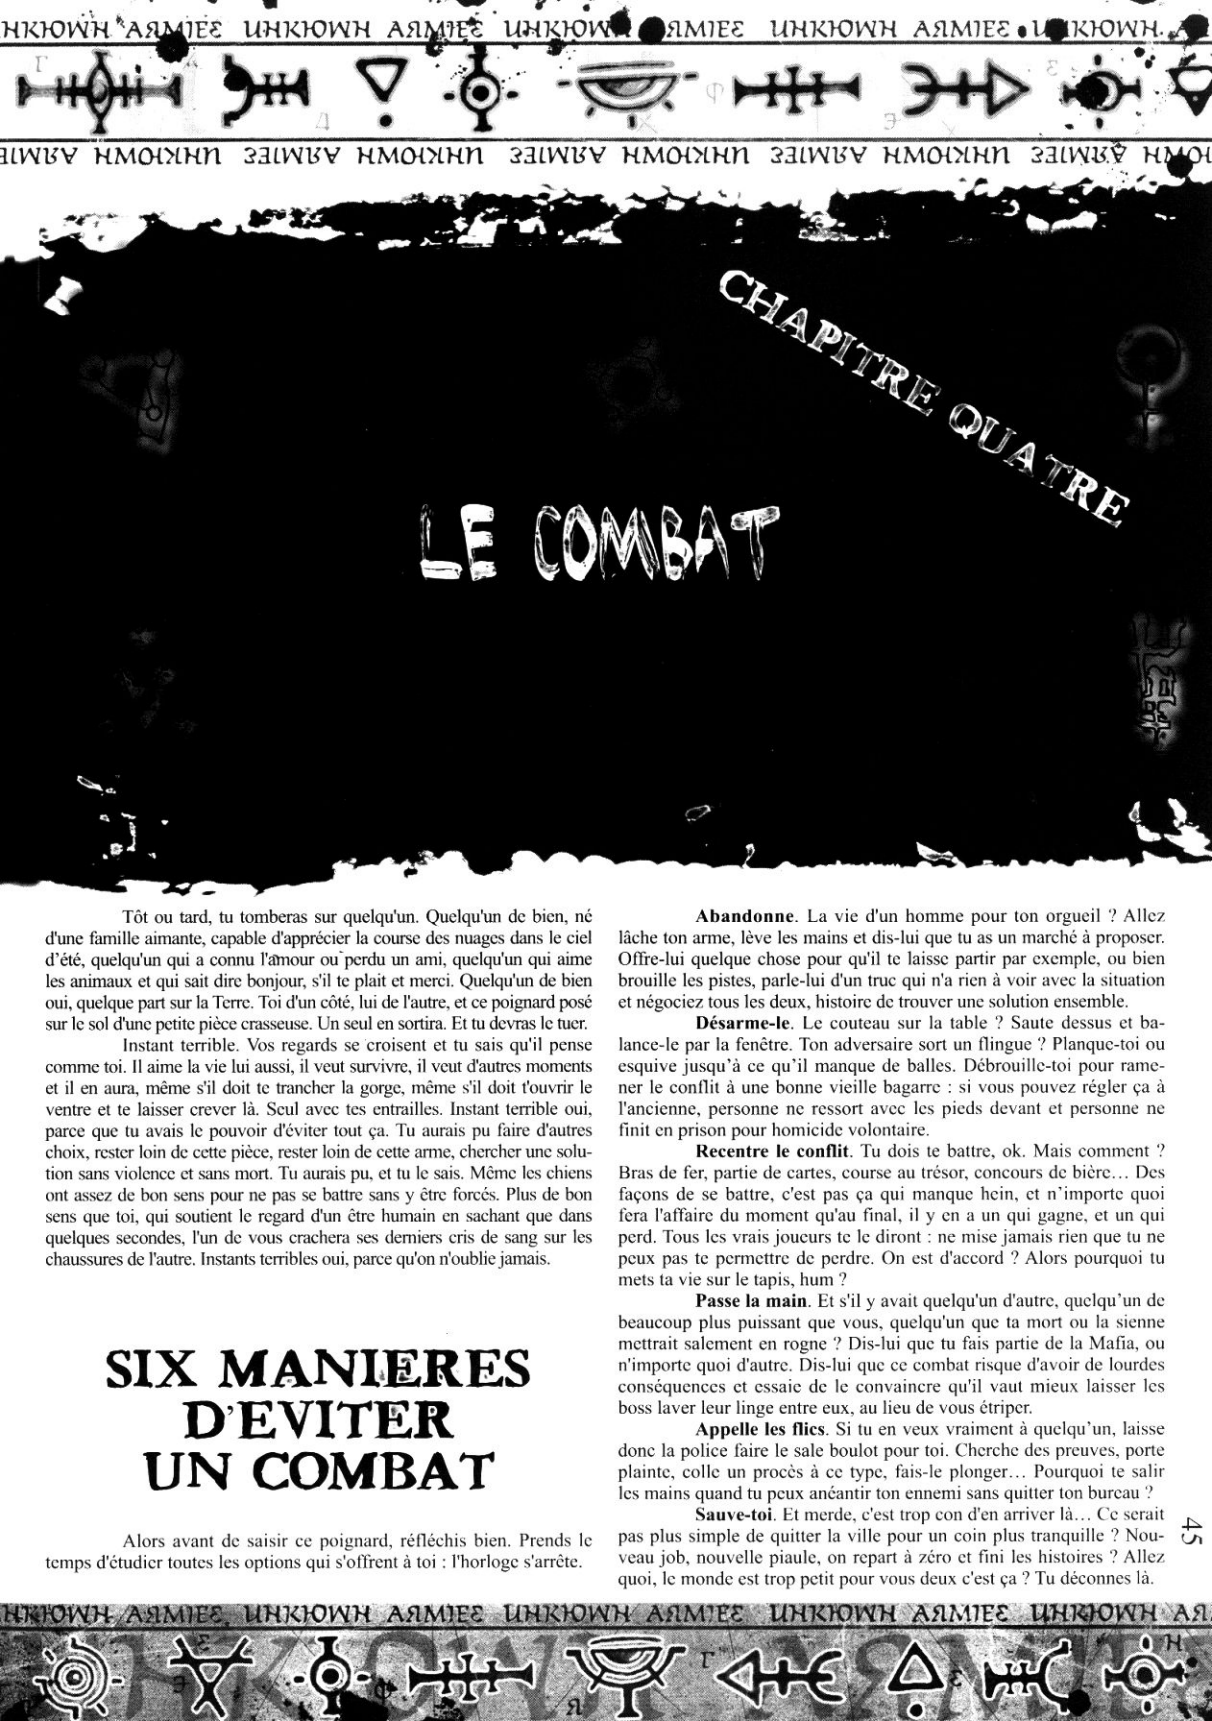 UНКЮWН АЯМIЕƐ UНКЮWН АЯМIЕƐ UНКЮWН АЯМIЕƐ UНКЮWН АЯМIЕƐ UНКЮWН
CHAPITRE QUATRE
LE COMBAT
Tôt ou tard, tu tomberas sur quelqu'un. Quelqu'un de bien, né
d'une famille aimante, capable d'apprécier la course des nuages dans le ciel
d'été, quelqu'un qui a connu l'amour ou perdu un ami, quelqu'un qui aime
les animaux et qui sait dire bonjour, s'il te plait et merci. Quelqu'un de bien
oui, quelque part sur la Terre. Toi d'un côté, lui de l'autre, et ce poignard posé
sur le sol d'une petite pièce crasseuse. Un seul en sortira. Et tu devras le tuer.
Instant terrible. Vos regards se croisent et tu sais qu'il pense
comme toi. Il aime la vie lui aussi, il veut survivre, il veut d'autres moments
et il en aura, même s'il doit te trancher la gorge, même s'il doit t'ouvrir le
ventre et te laisser crever là. Seul avec tes entrailles. Instant terrible oui,
parce que tu avais le pouvoir d'éviter tout ça. Tu aurais pu faire d'autres
choix, rester loin de cette pièce, rester loin de cette arme, chercher une solu-
tion sans violence et sans mort. Tu aurais pu, et tu le sais. Même les chiens
ont assez de bon sens pour ne pas se battre sans y être forcés. Plus de bon
sens que toi, qui soutient le regard d'un être humain en sachant que dans
quelques secondes, l'un de vous crachera ses derniers cris de sang sur les
chaussures de l'autre. Instants terribles oui, parce qu'on n'oublie jamais.
SIX MANIERES
D'EVITER
UN COMBAT
Alors avant de saisir ce poignard, réfléchis bien. Prends le
temps d'étudier toutes les options qui s'offrent à toi : l'horloge s'arrête.
Abandonne. La vie d'un homme pour ton orgueil ? Allez
lâche ton arme, lève les mains et dis-lui que tu as un marché à proposer.
Offre-lui quelque chose pour qu'il te laisse partir par exemple, ou bien
brouille les pistes, parle-lui d'un truc qui n'a rien à voir avec la situation
et négociez tous les deux, histoire de trouver une solution ensemble.
Désarme-le. Le couteau sur la table ? Saute dessus et ba-
lance-le par la fenêtre. Ton adversaire sort un flingue ? Planque-toi ou
esquive jusqu'à ce qu'il manque de balles. Débrouille-toi pour rame-
ner le conflit à une bonne vieille bagarre : si vous pouvez régler ça à
l'ancienne, personne ne ressort avec les pieds devant et personne ne
finit en prison pour homicide volontaire.
Recentre le conflit. Tu dois te battre, ok. Mais comment ?
Bras de fer, partie de cartes, course au trésor, concours de bière... Des
façons de se battre, c'est pas ça qui manque hein, et n'importe quoi
fera l'affaire du moment qu'au final, il y en a un qui gagne, et un qui
perd. Tous les vrais joueurs te le diront : ne mise jamais rien que tu ne
peux pas te permettre de perdre. On est d'accord ? Alors pourquoi tu
mets ta vie sur le tapis, hum ?
Passe la main. Et s'il y avait quelqu'un d'autre, quelqu'un de
beaucoup plus puissant que vous, quelqu'un que ta mort ou la sienne
mettrait salement en rogne ? Dis-lui que tu fais partie de la Mafia, ou
n'importe quoi d'autre. Dis-lui que ce combat risque d'avoir de lourdes
conséquences et essaie de le convaincre qu'il vaut mieux laisser les
boss laver leur linge entre eux, au lieu de vous étriper.
Appelle les flics. Si tu en veux vraiment à quelqu'un, laisse
donc la police faire le sale boulot pour toi. Cherche des preuves, porte
plainte, colle un procès à ce type, fais-le plonger... Pourquoi te salir
les mains quand tu peux anéantir ton ennemi sans quitter ton bureau ?
Sauve-toi. Et merde, c'est trop con d'en arriver là... Ce serait
pas plus simple de quitter la ville pour un coin plus tranquille ? Nou-
veau job, nouvelle piaule, on repart à zéro et fini les histoires ? Allez
quoi, le monde est trop petit pour vous deux c'est ça ? Tu déconnes là.
45
UНКЮWН АЯМIЕƐ UНКЮWН АЯМIЕƐ UНКЮWН АЯМIЕƐ UНКЮWН АЯМIЕƐ UНКЮWН